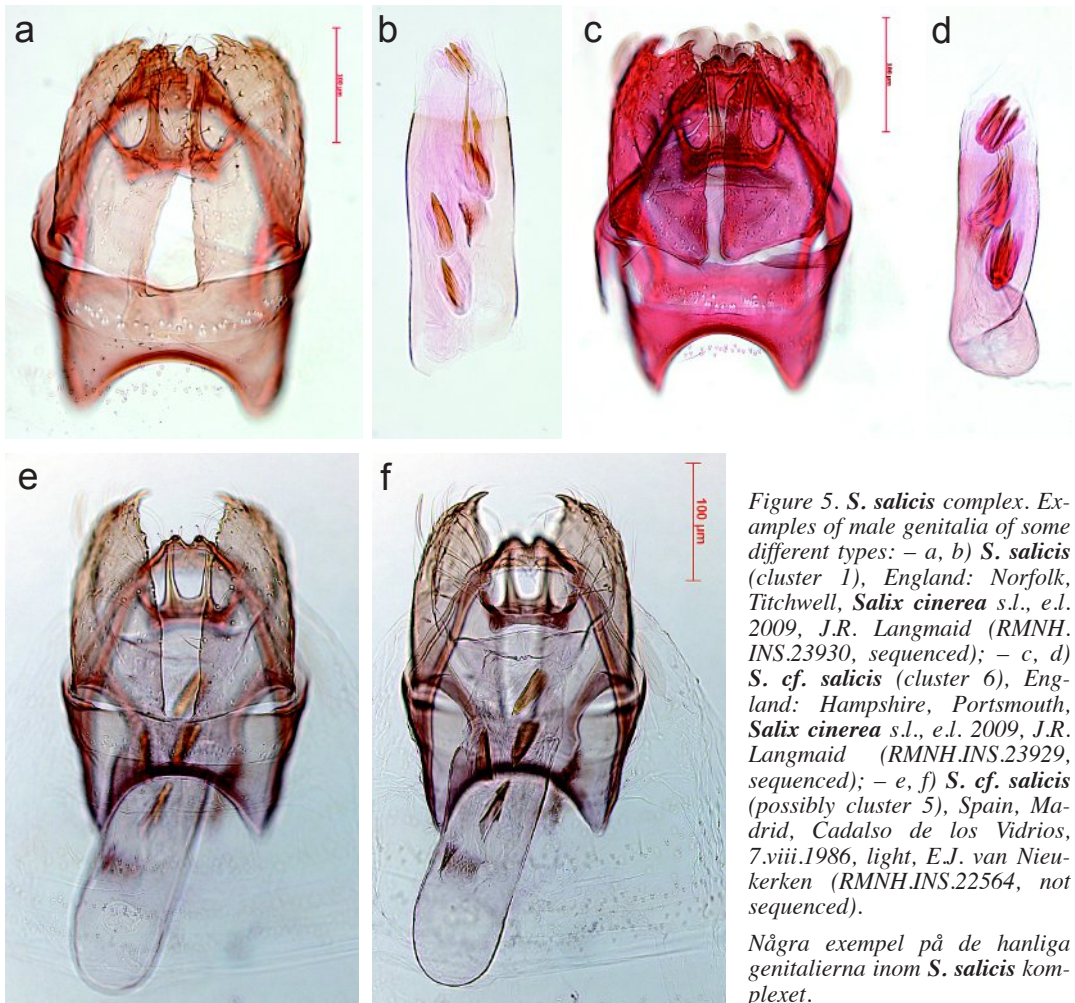 a
b
c
d
100 µm
100 µm
e
f
100 µm
Figure 5. S. salicis complex. Ex-
amples of male genitalia of some
different types: – a, b) S. salicis
(cluster 1), England: Norfolk,
Titchwell, Salix cinerea s.l., e.l.
2009, J.R. Langmaid (RMNH.
INS.23930, sequenced); – c, d)
S. cf. salicis (cluster 6), Eng-
land: Hampshire, Portsmouth,
Salix cinerea s.l., e.l. 2009, J.R.
Langmaid (RMNH.INS.23929,
sequenced); – e, f) S. cf. salicis
(possibly cluster 5), Spain, Ma-
drid, Cadalso de los Vidrios,
7.viii.1986, light, E.J. van Nieu-
kerken (RMNH.INS.22564, not
sequenced).
Några exempel på de hanliga
genitalierna inom S. salicis kom-
plexet.